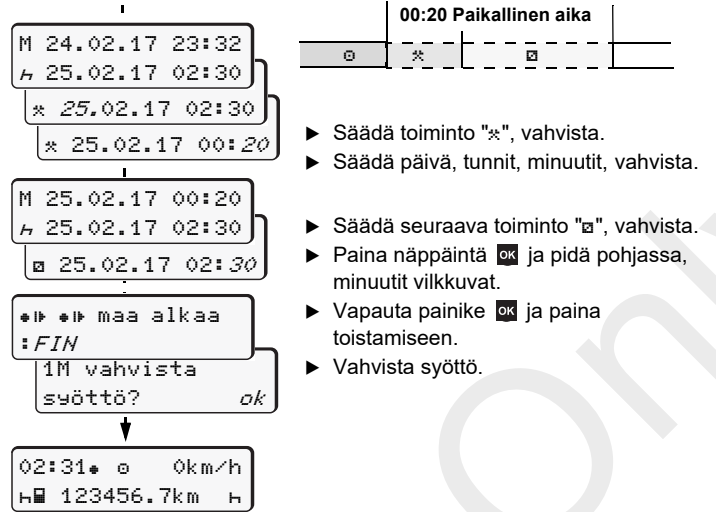 M 24.02.17 23:32
h 25.02.17 02:30
25.02.17 02:30
25.02.17 00:20
M 25.02.17 00:20
h 25.02.17 02:30
25.02.17 02:30
maa alkaa
:FIN
1M vahvista
syöttö? ok
02:31 0km/h
123456.7km h
00:20 Paikallinen aika
▶ Säädä toiminto "⚒", vahvista.
▶ Säädä päivä, tunnit, minuutit, vahvista.
▶ Säädä seuraava toiminto "⧄", vahvista.
▶ Paina näppäintä OK ja pidä pohjassa,
minuutit vilkkuvat.
▶ Vapauta painike OK ja paina
toistamiseen.
▶ Vahvista syöttö.